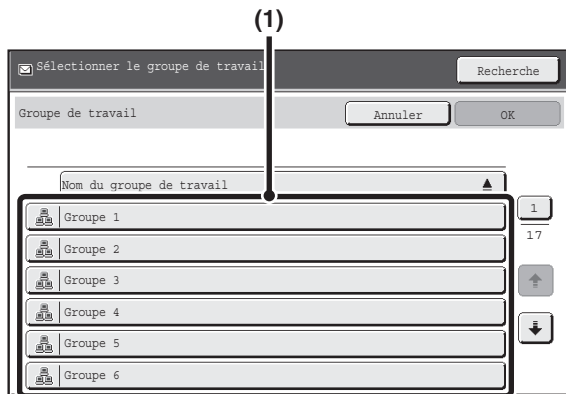 (1)
Sélectionner le groupe de travail
Recherche
Groupe de travail
Annuler
OK
Nom du groupe de travail
Groupe 1
Groupe 2
Groupe 3
Groupe 4
Groupe 5
Groupe 6
1
17